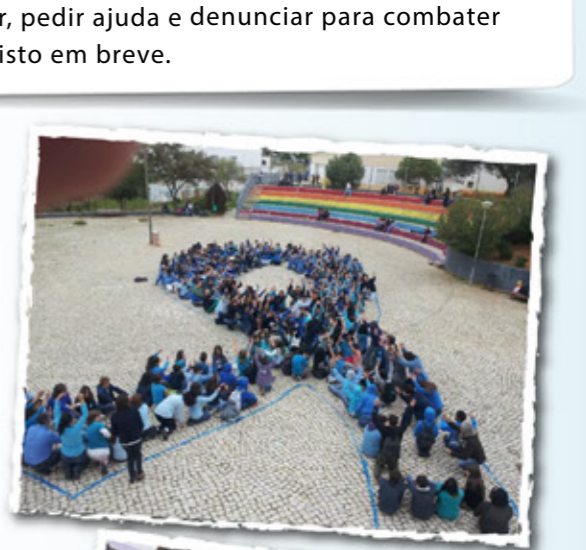 r, pedir ajuda e denunciar para combater
isto em breve.